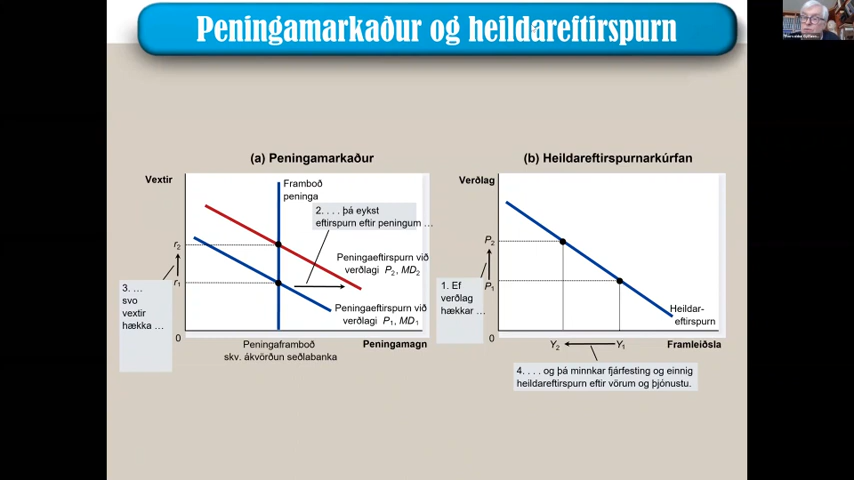 Peningamarkaður og heildareftirspurn
(a) Peningamarkaður
Vextir
Framboð
peninga
2. . . . þá eykst
eftirspurn eftir peningum …
r2
r1
Peningaeftirspurn við
verðlagi P2, MD2
Peningaeftirspurn við
verðlagi P1, MD1
3. …
svo
vextir
hækka …
0
Peningaframboð
skv. ákvörðun seðlabanka
Peningamagn
(b) Heildareftirspurnarkúrfan
Verðlag
P2
P1
1. Ef
verðlag
hækkar …
Heildar-
eftirspurn
0
Y2
Y1
Framleiðsla
4. . . . og þá minnkar fjárfesting og einnig
heildareftirspurn eftir vörum og þjónustu.